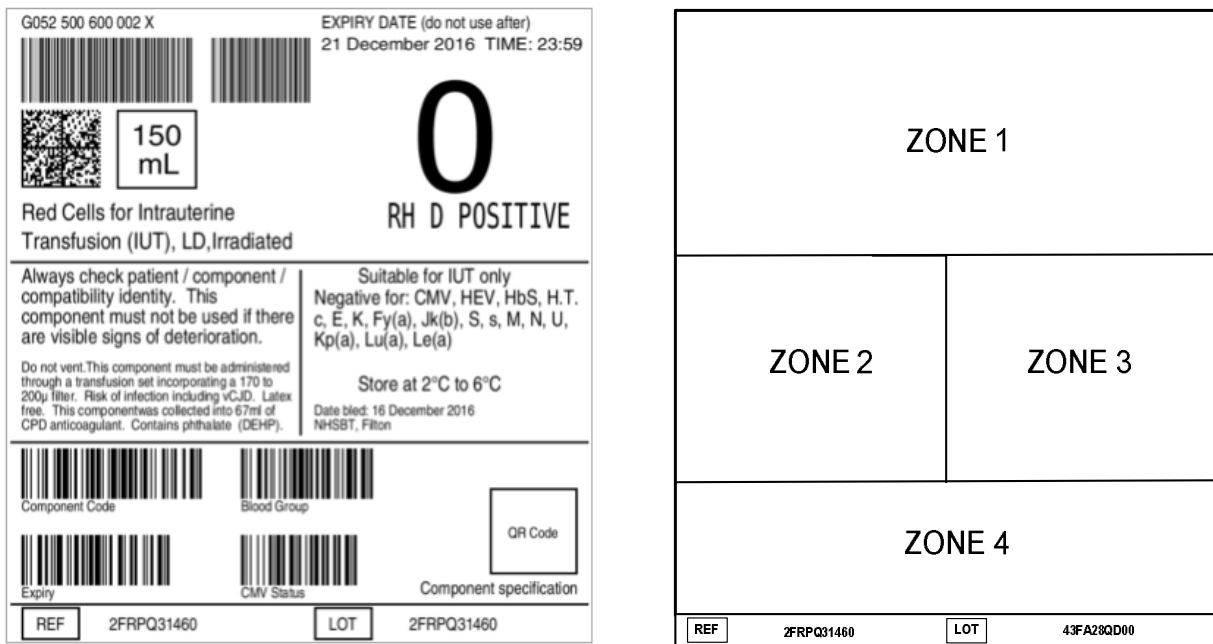 G052 500 600 002 X
EXPIRY DATE (do not use after)
21 December 2016 TIME: 23:59
150
mL
O
RH D POSITIVE
Red Cells for Intrauterine
Transfusion (IUT), LD,Irradiated
Always check patient / component /
compatibility identity. This
component must not be used if there
are visible signs of deterioration.
Do not vent.This component must be administered
through a transfusion set incorporating a 170 to
200µ filter. Risk of infection including vCJD. Latex
free. This componentwas collected into 67ml of
CPD anticoagulant. Contains phthalate (DEHP).
Suitable for IUT only
Negative for: CMV, HEV, HbS, H.T.
c, E, K, Fy(a), Jk(b), S, s, M, N, U,
Kp(a), Lu(a), Le(a)
Store at 2°C to 6°C
Date bled: 16 December 2016
NHSBT, Filton
Component Code
Blood Group
Expiry
CMV Status
QR Code
Component specification
REF 2FRPQ31460 LOT 2FRPQ31460
ZONE 1
ZONE 2
ZONE 3
ZONE 4
REF 2FRPQ31460 LOT 43FA28QD00